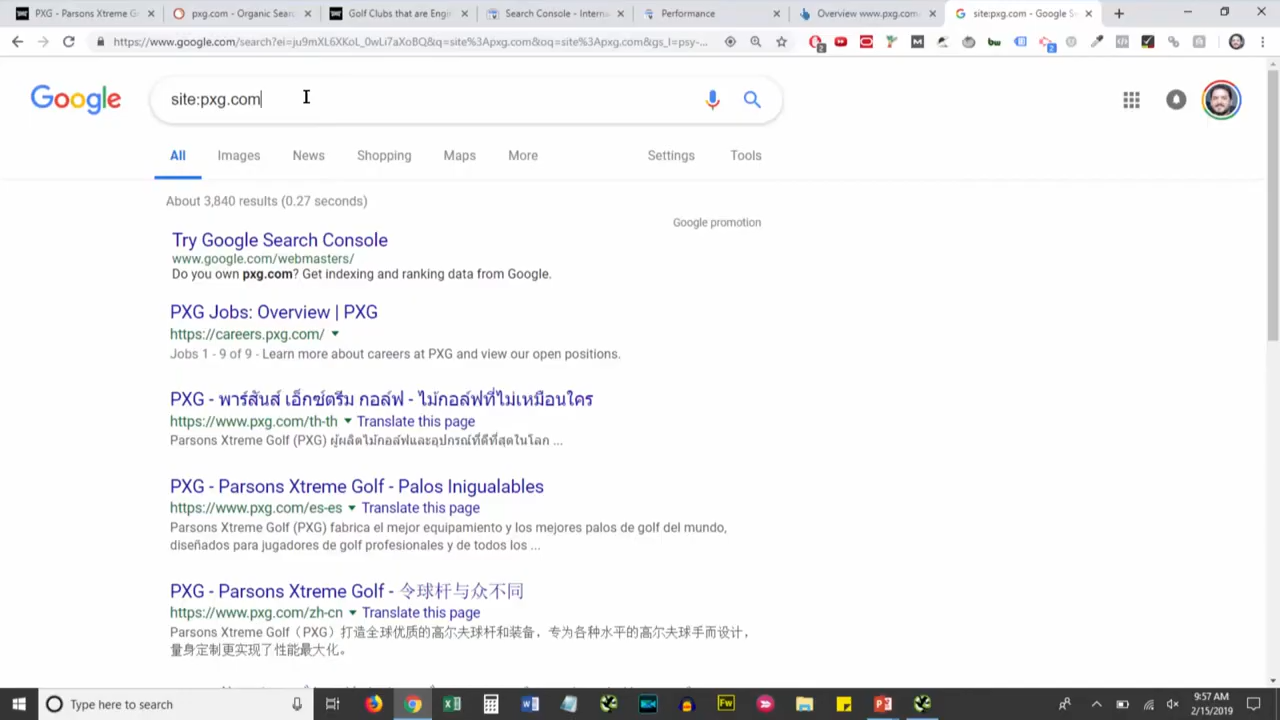 PXG - Parsons Xtreme G
pxg.com - Organic Sear
Golf Clubs that are Engi
Search Console - Intern
Performance
Overview www.pxg.com
site:pxg.com - Google S
https://www.google.com/search?ei=ju9mXL6XKoL_0wLi7aXoBQ&q=site%3Apxg.com&oq=site%3Apxg.com&gs_l=psy-...
Google
site:pxg.com
All Images News Shopping Maps More Settings Tools
About 3,840 results (0.27 seconds)
Google promotion
Try Google Search Console
www.google.com/webmasters/
Do you own pxg.com? Get indexing and ranking data from Google.
PXG Jobs: Overview | PXG
https://careers.pxg.com/
Jobs 1 - 9 of 9 - Learn more about careers at PXG and view our open positions.
PXG - พาร์สันส์ เอ็กซ์ตรีม กอล์ฟ - ไม้กอล์ฟที่ไม่เหมือนใคร
https://www.pxg.com/th-th Translate this page
Parsons Xtreme Golf (PXG) ผู้ผลิตไม้กอล์ฟและอุปกรณ์ที่ดีที่สุดในโลก ...
PXG - Parsons Xtreme Golf - Palos Inigualables
https://www.pxg.com/es-es Translate this page
Parsons Xtreme Golf (PXG) fabrica el mejor equipamiento y los mejores palos de golf del mundo,
diseñados para jugadores de golf profesionales y de todos los ...
PXG - Parsons Xtreme Golf - 令球杆与众不同
https://www.pxg.com/zh-cn Translate this page
Parsons Xtreme Golf（PXG）打造全球优质的高尔夫球杆和装备，专为各种水平的高尔夫球手而设计，
量身定制更实现了性能最大化。
Type here to search
9:57 AM
2/15/2019